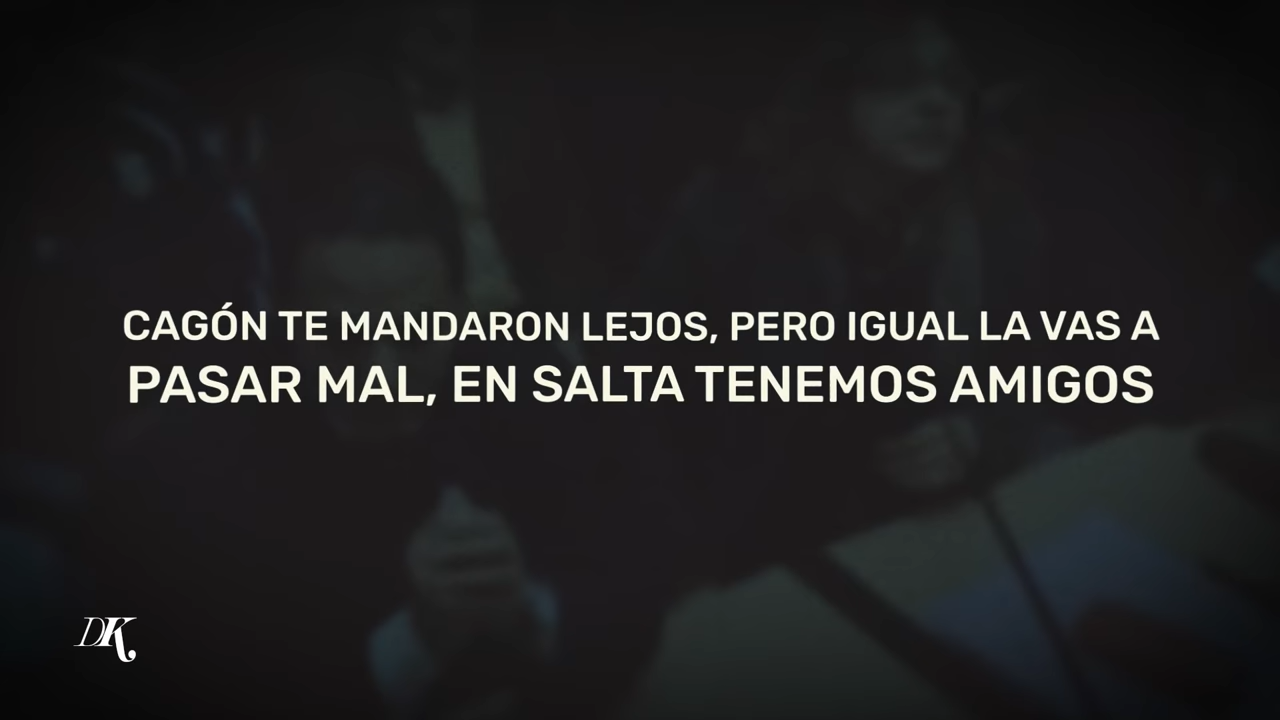 CAGÓN TE MANDARON LEJOS, PERO IGUAL LA VAS A
PASAR MAL, EN SALTA TENEMOS AMIGOS
DK